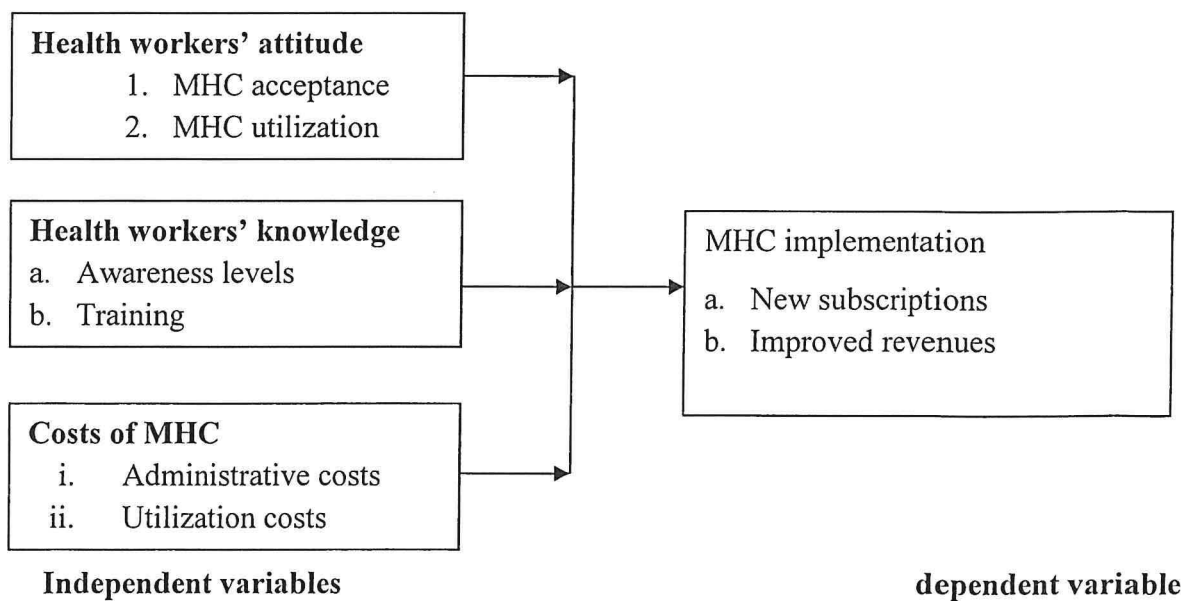 Health workers’ attitude
1. MHC acceptance
2. MHC utilization
Health workers’ knowledge
a. Awareness levels
b. Training
Costs of MHC
i. Administrative costs
ii. Utilization costs
MHC implementation
a. New subscriptions
b. Improved revenues
Independent variables
dependent variable